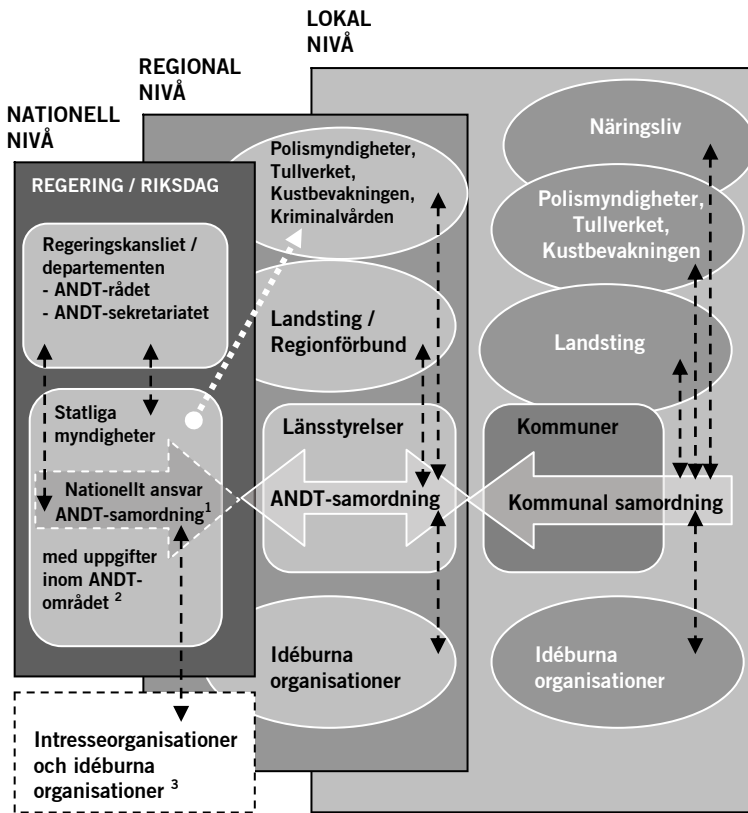 LOKAL
NIVÅ
REGIONAL
NIVÅ
NATIONELL
NIVÅ
REGERING / RIKSDAG
Regeringskansliet /
departementen
- ANDT-rådet
- ANDT-sekretariatet
Statliga
myndigheter
Nationellt ansvar
ANDT-samordning¹
med uppgifter
inom ANDT-
området ²
Intresseorganisationer
och idéburna
organisationer ³
Polismyndigheter,
Tullverket,
Kustbevakningen,
Kriminalvården
Landsting /
Regionförbund
Länsstyrelser
ANDT-samordning
Idéburna
organisationer
Näringsliv
Polismyndigheter,
Tullverket,
Kustbevakningen
Landsting
Kommuner
Kommunal samordning
Idéburna
organisationer